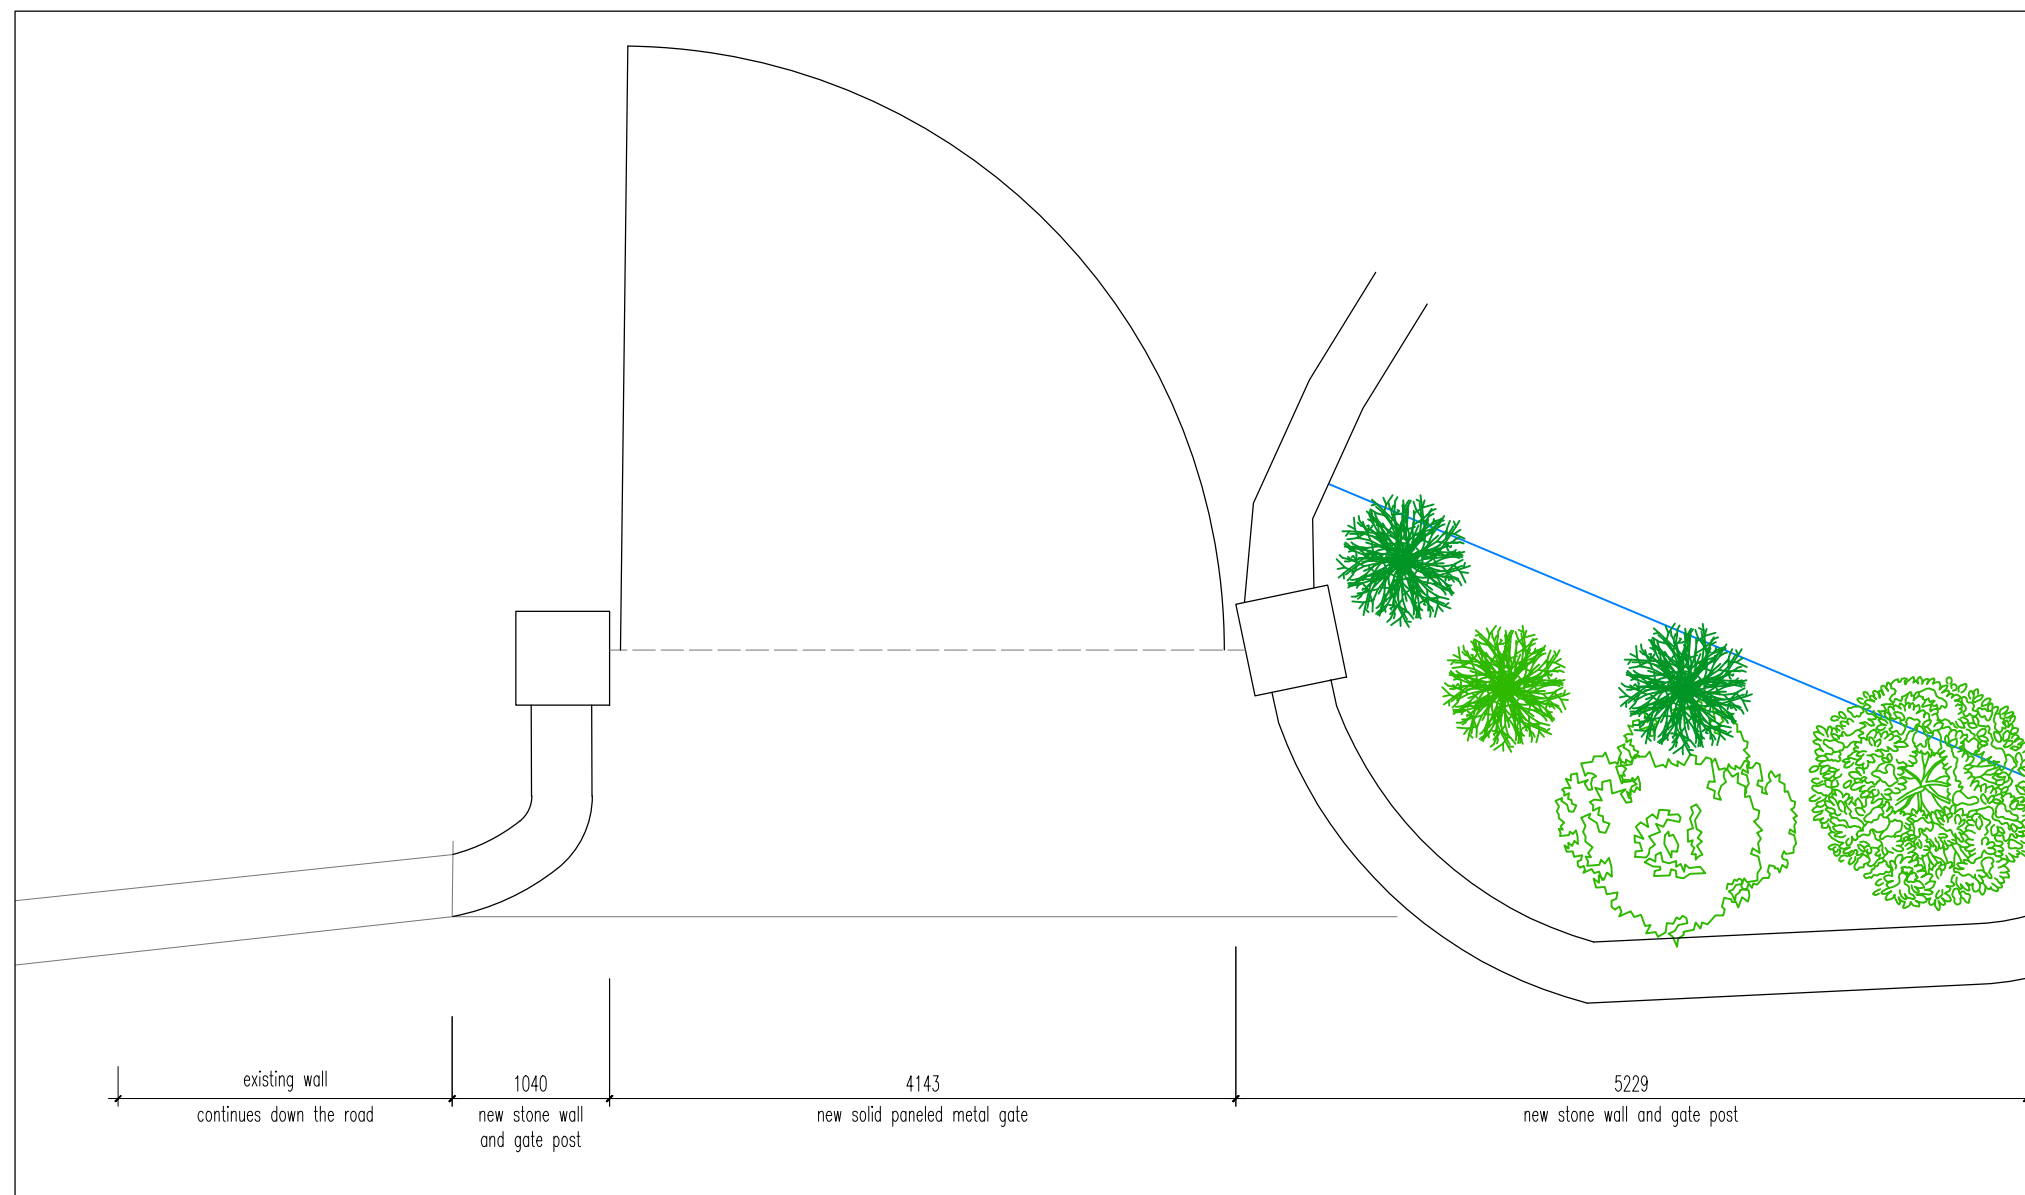 existing wall
continues down the road
1040
new stone wall
and gate post
4143
new solid paneled metal gate
5229
new stone wall and gate post